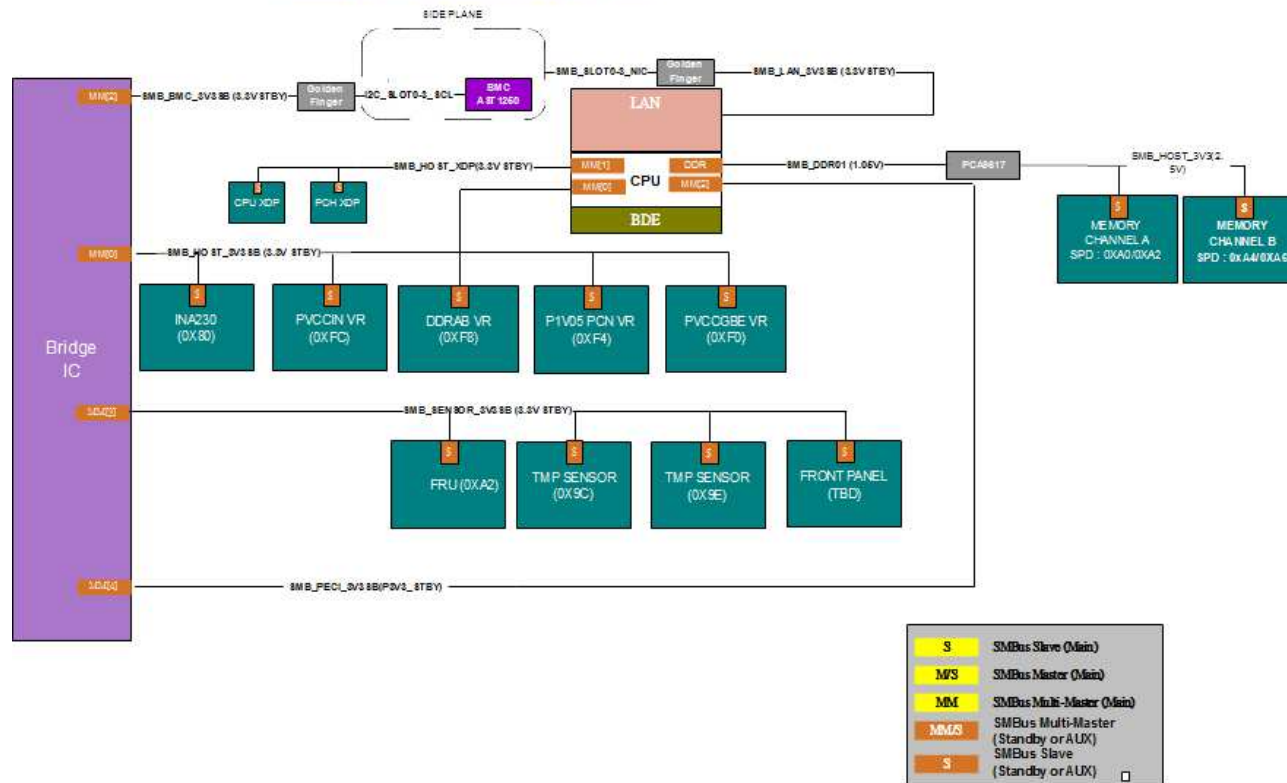 SIDE PLANE
MM[2]
SMB_BMC_3V3SB (3.3V STBY)
Golden
Finger
I2C_SLOT0-3_SCL
BMC
AST1250
SMB_SLOT0-3_NIC
Golden
Finger
SMB_LAN_3V3SB (3.3V STBY)
LAN
SMB_HOST_XDP(3.3V STBY)
MM[1]
DDR
MM[0]
CPU
MM[2]
BDE
SMB_DDR01 (1.05V)
PCA9617
SMB_HOST_3V3(2.
5V)
S
CPU XDP
S
PCH XDP
S
MEMORY
CHANNEL A
SPD : 0XA0/0XA2
S
MEMORY
CHANNEL B
SPD : 0xA4/0XA6
MM[0]
SMB_HOST_3V3SB (3.3V STBY)
S
INA230
(0X80)
S
PVCCIN VR
(0XFC)
S
DDRAB VR
(0XF8)
S
P1V05 PCN VR
(0XF4)
S
PVCCGBE VR
(0XF0)
Bridge
IC
SMB_SENSOR_3V3SB (3.3V STBY)
S
FRU (0XA2)
S
TMP SENSOR
(0X9C)
S
TMP SENSOR
(0X9E)
S
FRONT PANEL
(TBD)
SMB_PECI_3V3SB(P3V3_STBY)
S
SMBus Slave (Main)
M/S
SMBus Master (Main)
MM
SMBus Multi-Master (Main)
MM/S
SMBus Multi-Master
(Standby or AUX)
S
SMBus Slave
(Standby or AUX)